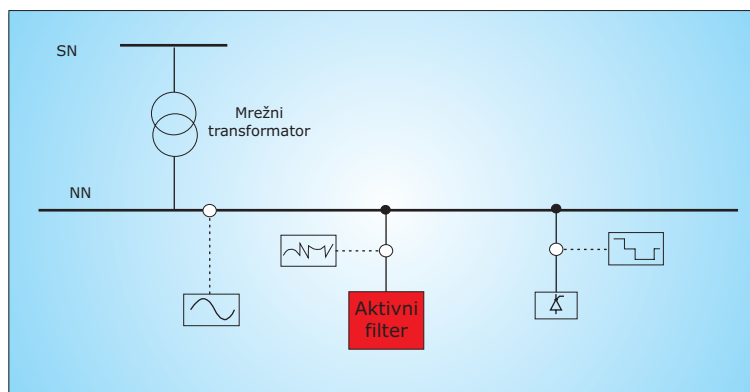 SN
Mrežni
transformator
NN
Aktivni
filter